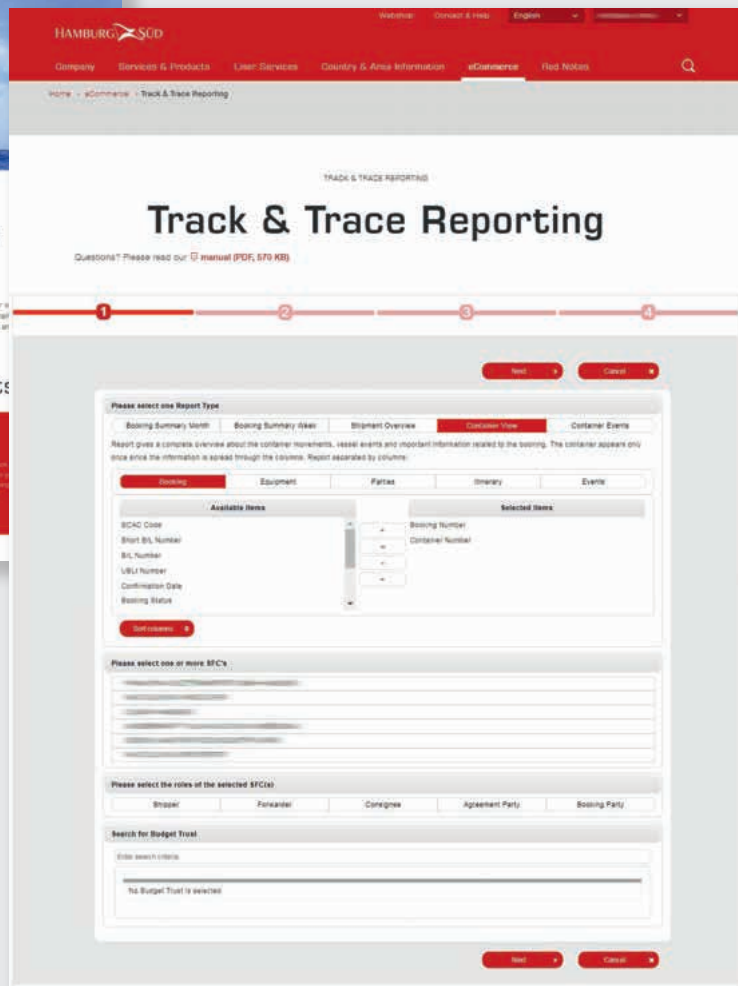 Webshop Contact & Help English
HAMBURG SÜD
Company Services & Products User Services Country & Area Information eCommerce Red Notes
Home eCommerce Track & Trace Reporting
TRACK & TRACE REPORTING
Track & Trace Reporting
Questions? Please read our manual (PDF, 570 KB)
1 2 3 4
Next Cancel
Please select one Report Type
Booking Summary Month Booking Summary Week Shipment Overview Container View Container Events
Report gives a complete overview about the container movements, vessel events and important information related to the booking. The container appears only
once since the information is spread through the columns. Report separated by columns:
Booking Equipment Parties Itinerary Events
Available Items Selected Items
SCAC Code Booking Number
Short B/L Number Container Number
B/L Number
UBLI Number
Confirmation Date
Booking Status
Sort columns
Please select one or more SFC's
Please select the roles of the selected SFC(s)
Shipper Forwarder Consignee Agreement Party Booking Party
Search for Budget Trust
Enter search criteria
No Budget Trust is selected
Next Cancel